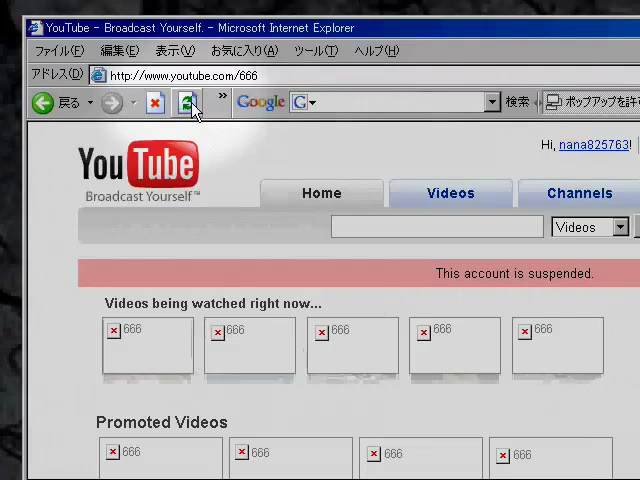 YouTube - Broadcast Yourself. - Microsoft Internet Explorer
ファイル(F) 編集(E) 表示(V) お気に入り(A) ツール(T) ヘルプ(H)
アドレス(D) http://www.youtube.com/666
戻る » Google G 検索 ポップアップを許
Hi, nana825763!
YouTube
Broadcast Yourself™
Home Videos Channels
Videos
This account is suspended.
Videos being watched right now...
666 666 666 666 666
Promoted Videos
666 666 666 666